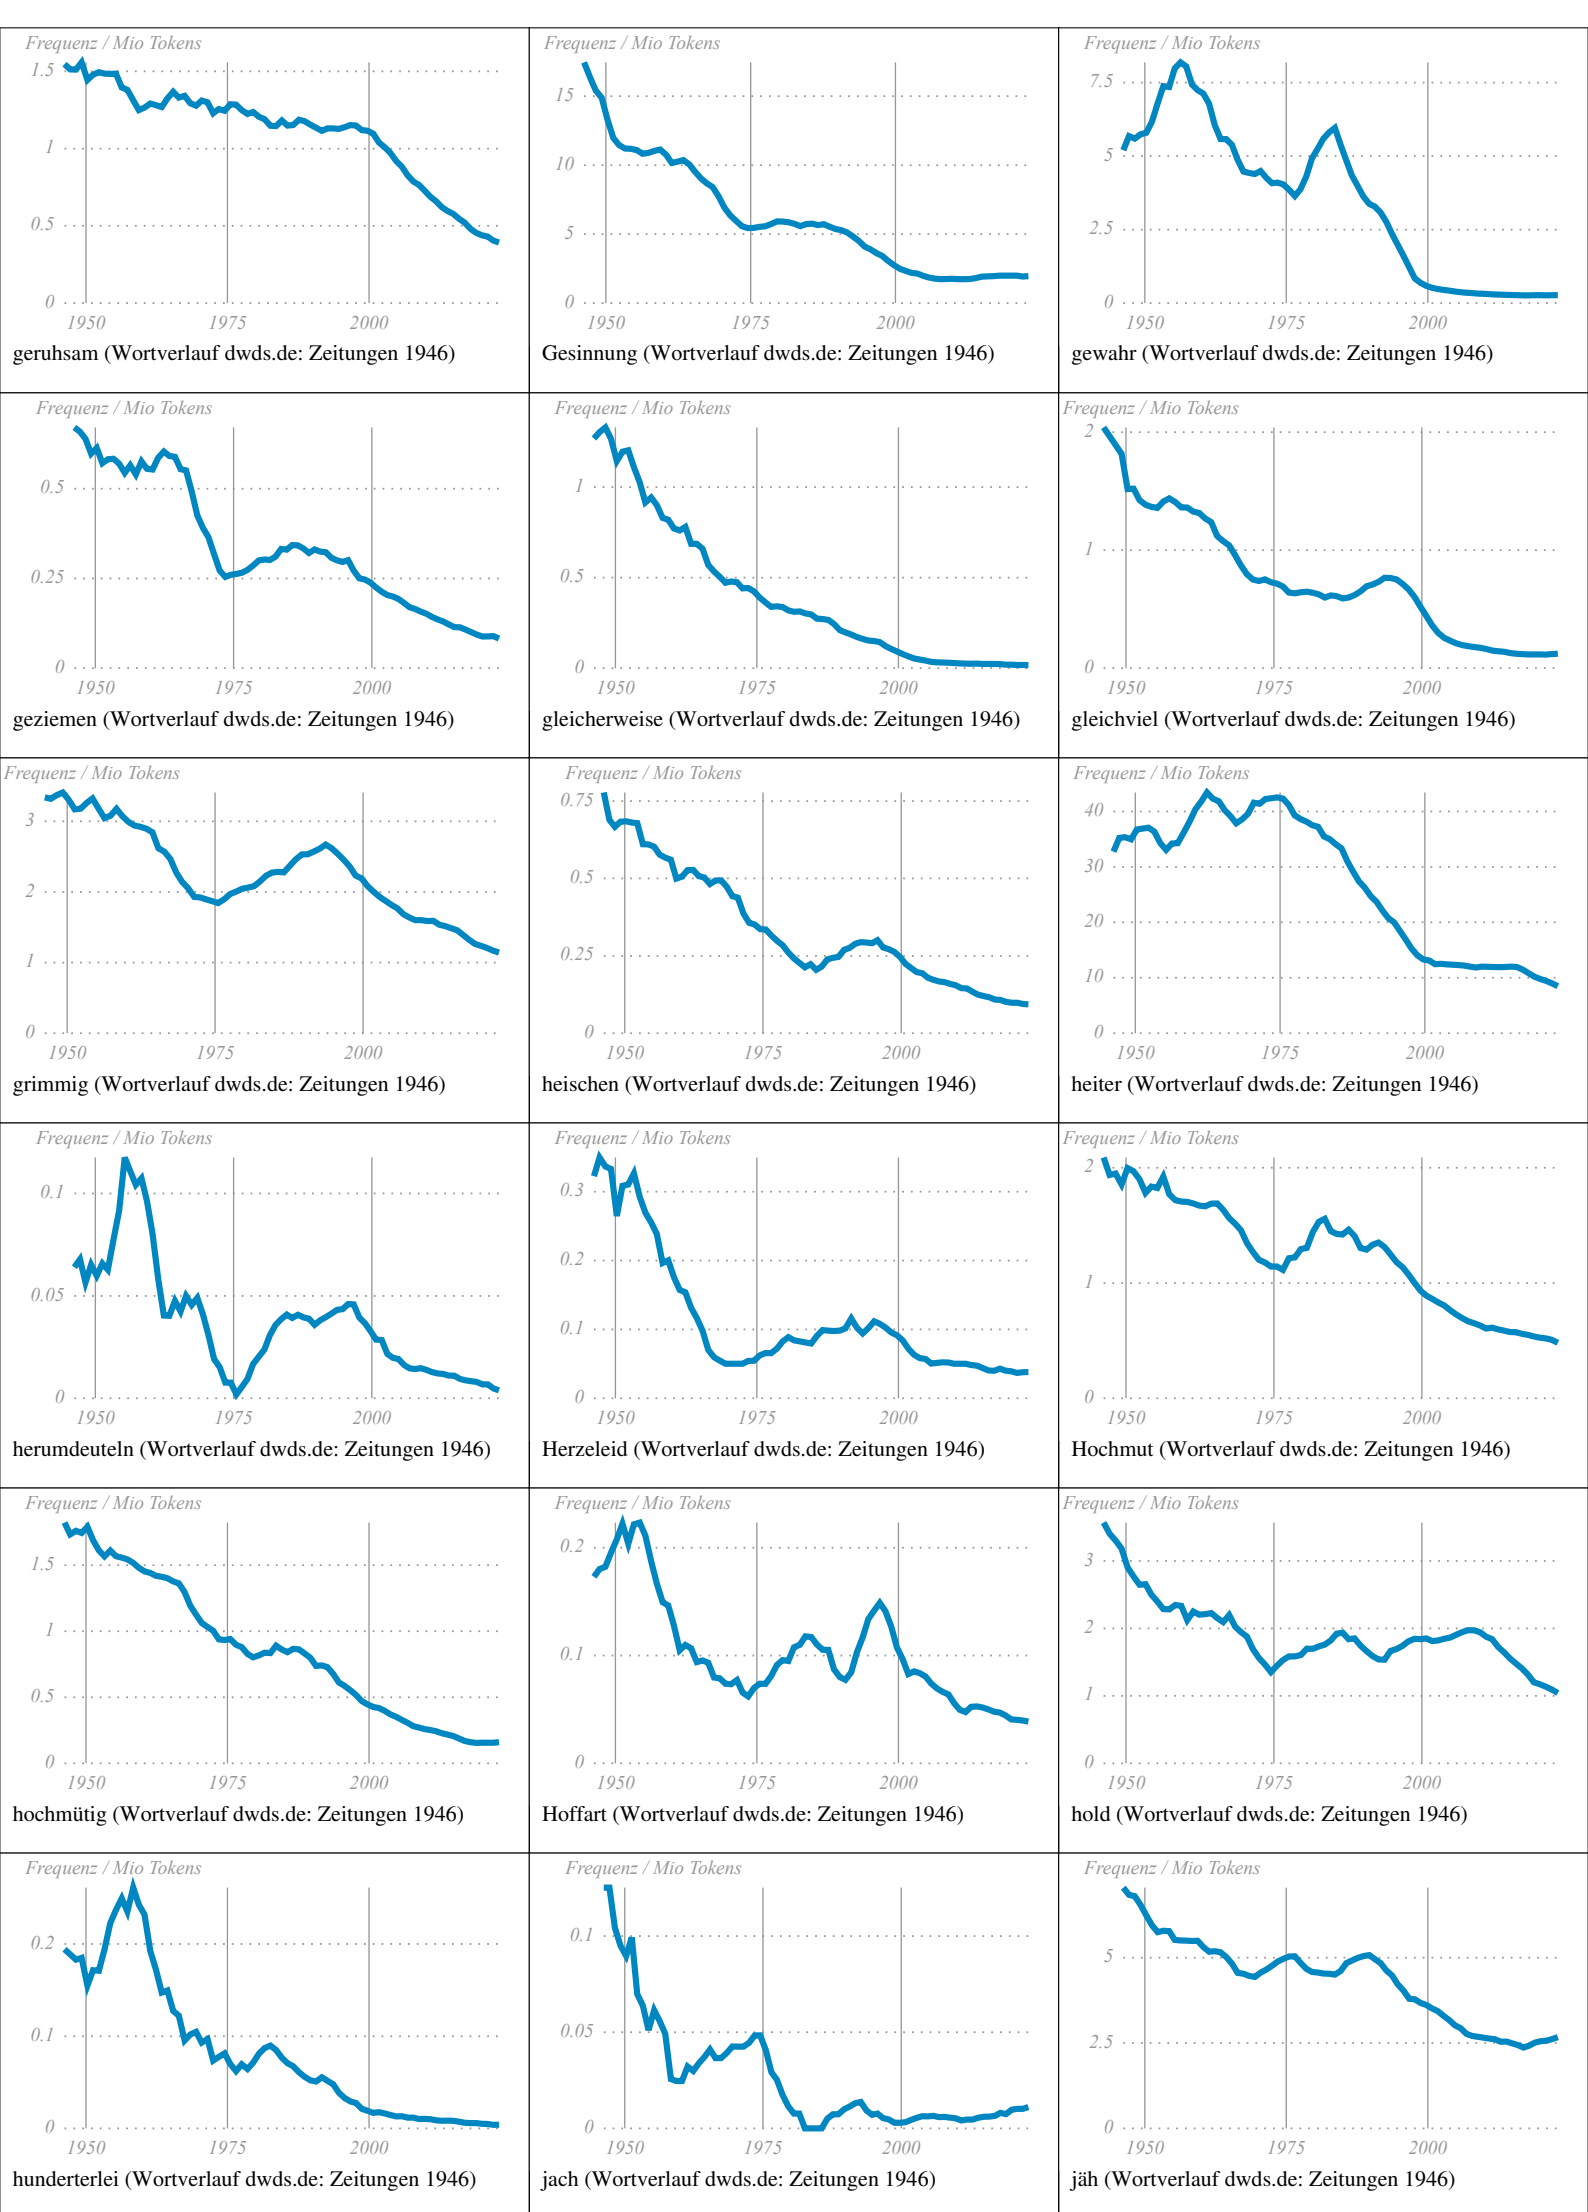 Frequenz / Mio Tokens
1.5
1
0.5
0
1950 1975 2000
geruhsam (Wortverlauf dwds.de: Zeitungen 1946)
Frequenz / Mio Tokens
15
10
5
0
1950 1975 2000
Gesinnung (Wortverlauf dwds.de: Zeitungen 1946)
Frequenz / Mio Tokens
7.5
5
2.5
0
1950 1975 2000
gewahr (Wortverlauf dwds.de: Zeitungen 1946)
Frequenz / Mio Tokens
0.5
0.25
0
1950 1975 2000
geziemen (Wortverlauf dwds.de: Zeitungen 1946)
Frequenz / Mio Tokens
1
0.5
0
1950 1975 2000
gleicherweise (Wortverlauf dwds.de: Zeitungen 1946)
Frequenz / Mio Tokens
2
1
0
1950 1975 2000
gleichviel (Wortverlauf dwds.de: Zeitungen 1946)
Frequenz / Mio Tokens
3
2
1
0
1950 1975 2000
grimmig (Wortverlauf dwds.de: Zeitungen 1946)
Frequenz / Mio Tokens
0.75
0.5
0.25
0
1950 1975 2000
heischen (Wortverlauf dwds.de: Zeitungen 1946)
Frequenz / Mio Tokens
40
30
20
10
0
1950 1975 2000
heiter (Wortverlauf dwds.de: Zeitungen 1946)
Frequenz / Mio Tokens
0.1
0.05
0
1950 1975 2000
herumdeuteln (Wortverlauf dwds.de: Zeitungen 1946)
Frequenz / Mio Tokens
0.3
0.2
0.1
0
1950 1975 2000
Herzeleid (Wortverlauf dwds.de: Zeitungen 1946)
Frequenz / Mio Tokens
2
1
0
1950 1975 2000
Hochmut (Wortverlauf dwds.de: Zeitungen 1946)
Frequenz / Mio Tokens
1.5
1
0.5
0
1950 1975 2000
hochmütig (Wortverlauf dwds.de: Zeitungen 1946)
Frequenz / Mio Tokens
0.2
0.1
0
1950 1975 2000
Hoffart (Wortverlauf dwds.de: Zeitungen 1946)
Frequenz / Mio Tokens
3
2
1
0
1950 1975 2000
hold (Wortverlauf dwds.de: Zeitungen 1946)
Frequenz / Mio Tokens
0.2
0.1
0
1950 1975 2000
hunderterlei (Wortverlauf dwds.de: Zeitungen 1946)
Frequenz / Mio Tokens
0.1
0.05
0
1950 1975 2000
jach (Wortverlauf dwds.de: Zeitungen 1946)
Frequenz / Mio Tokens
5
2.5
0
1950 1975 2000
jäh (Wortverlauf dwds.de: Zeitungen 1946)